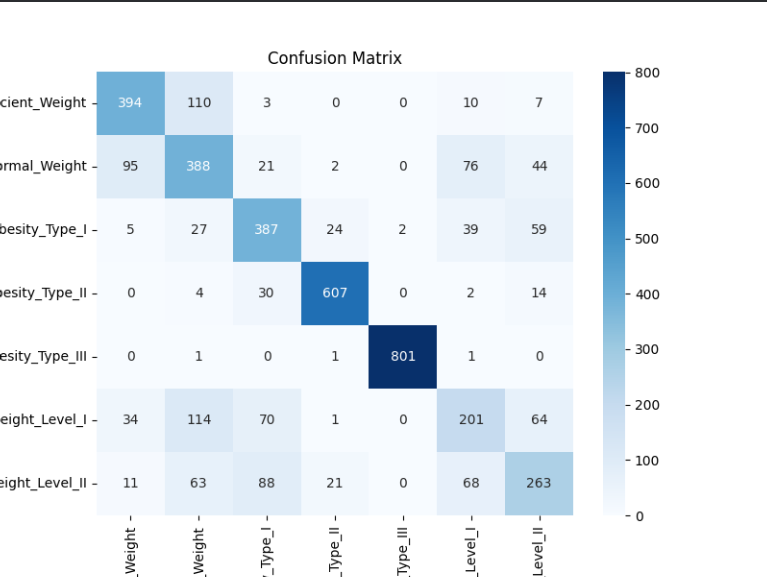 Confusion Matrix
cient_Weight 394 110 3 0 0 10 7
ormal_Weight 95 388 21 2 0 76 44
besity_Type_I 5 27 387 24 2 39 59
besity_Type_II 0 4 30 607 0 2 14
esity_Type_III 0 1 0 1 801 1 0
eight_Level_I 34 114 70 1 0 201 64
eight_Level_II 11 63 88 21 0 68 263
_Weight
_Weight
_Type_I
_Type_II
Type_III
_Level_I
Level_II
800
700
600
500
400
300
200
100
0